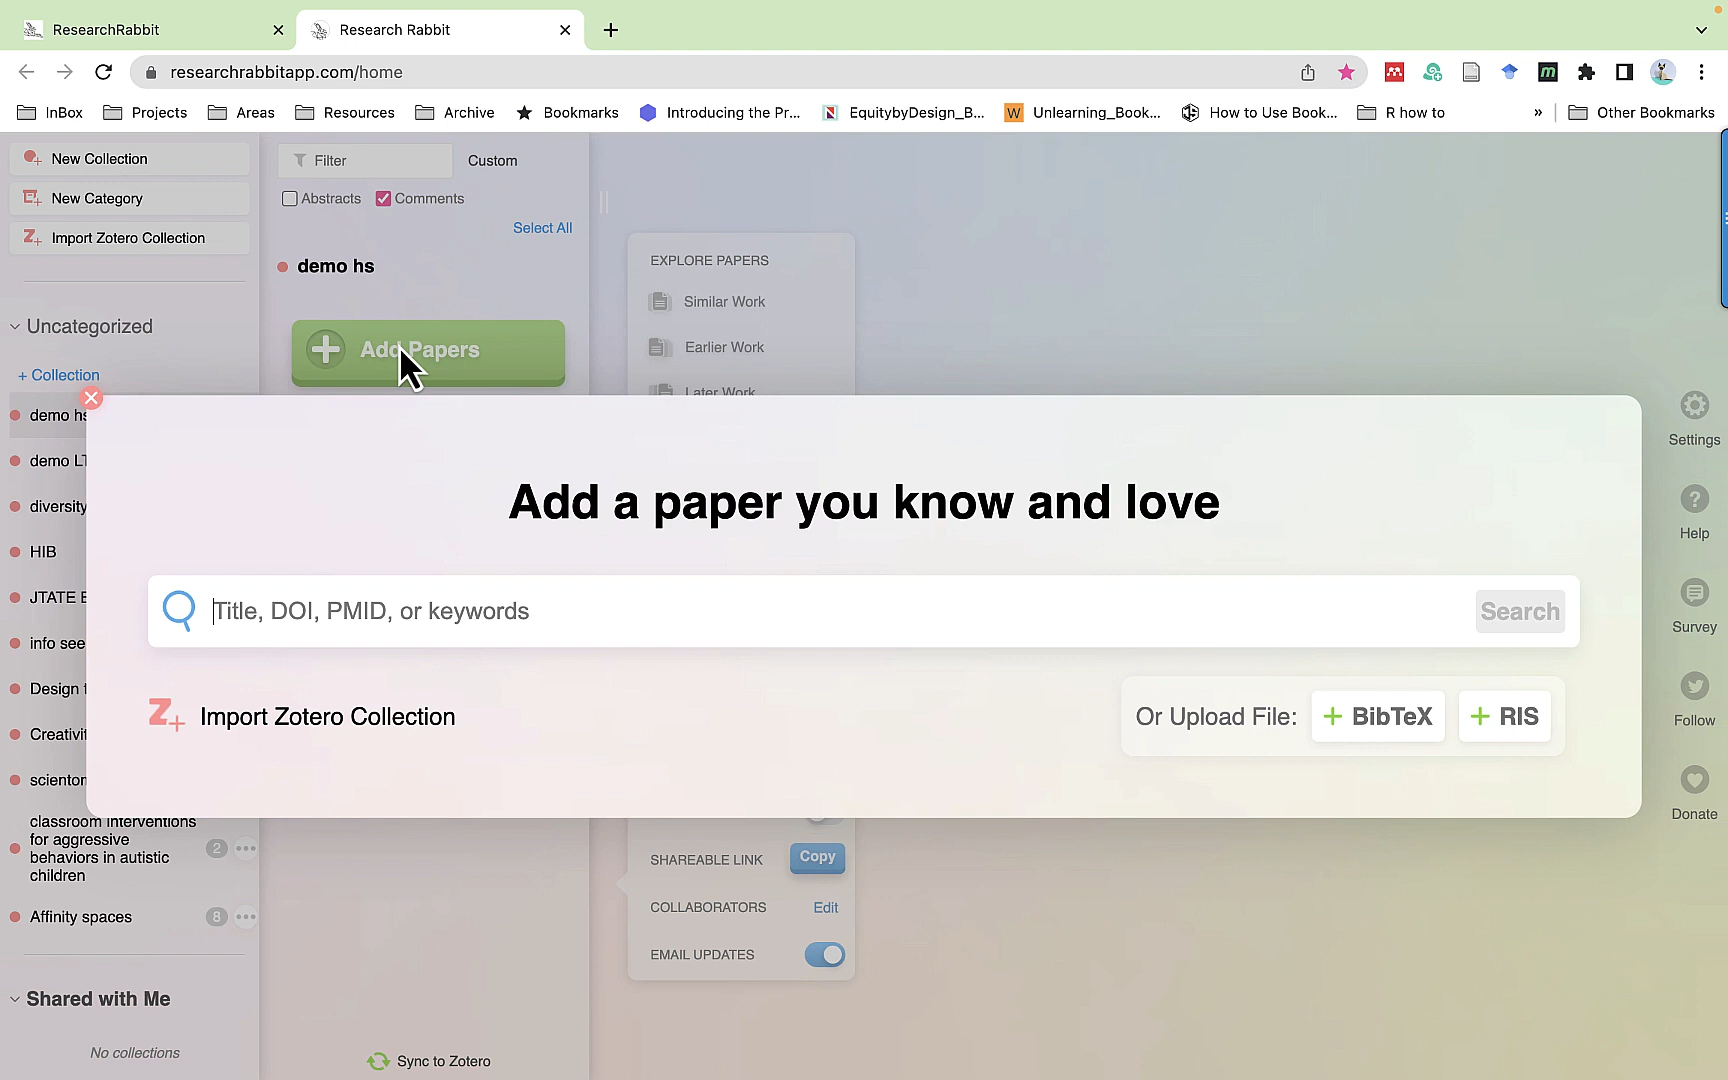 ResearchRabbit
Research Rabbit
researchrabbitapp.com/home
InBox
Projects
Areas
Resources
Archive
Bookmarks
Introducing the Pr...
EquitybyDesign_B...
Unlearning_Book...
How to Use Book...
R how to
»
Other Bookmarks
New Collection
New Category
Import Zotero Collection
Uncategorized
+ Collection
demo hs
demo LT
diversity
HIB
JTATE E
info see
Design
Creativit
scienton
classroom interventions
for aggressive
behaviors in autistic
children
2
Affinity spaces
8
Shared with Me
No collections
Filter
Custom
Abstracts
Comments
Select All
demo hs
Add Papers
Sync to Zotero
EXPLORE PAPERS
Similar Work
Earlier Work
Later Work
Add a paper you know and love
Title, DOI, PMID, or keywords
Search
Import Zotero Collection
Or Upload File:
+ BibTeX
+ RIS
SHAREABLE LINK
Copy
COLLABORATORS
Edit
EMAIL UPDATES
Settings
Help
Survey
Follow
Donate